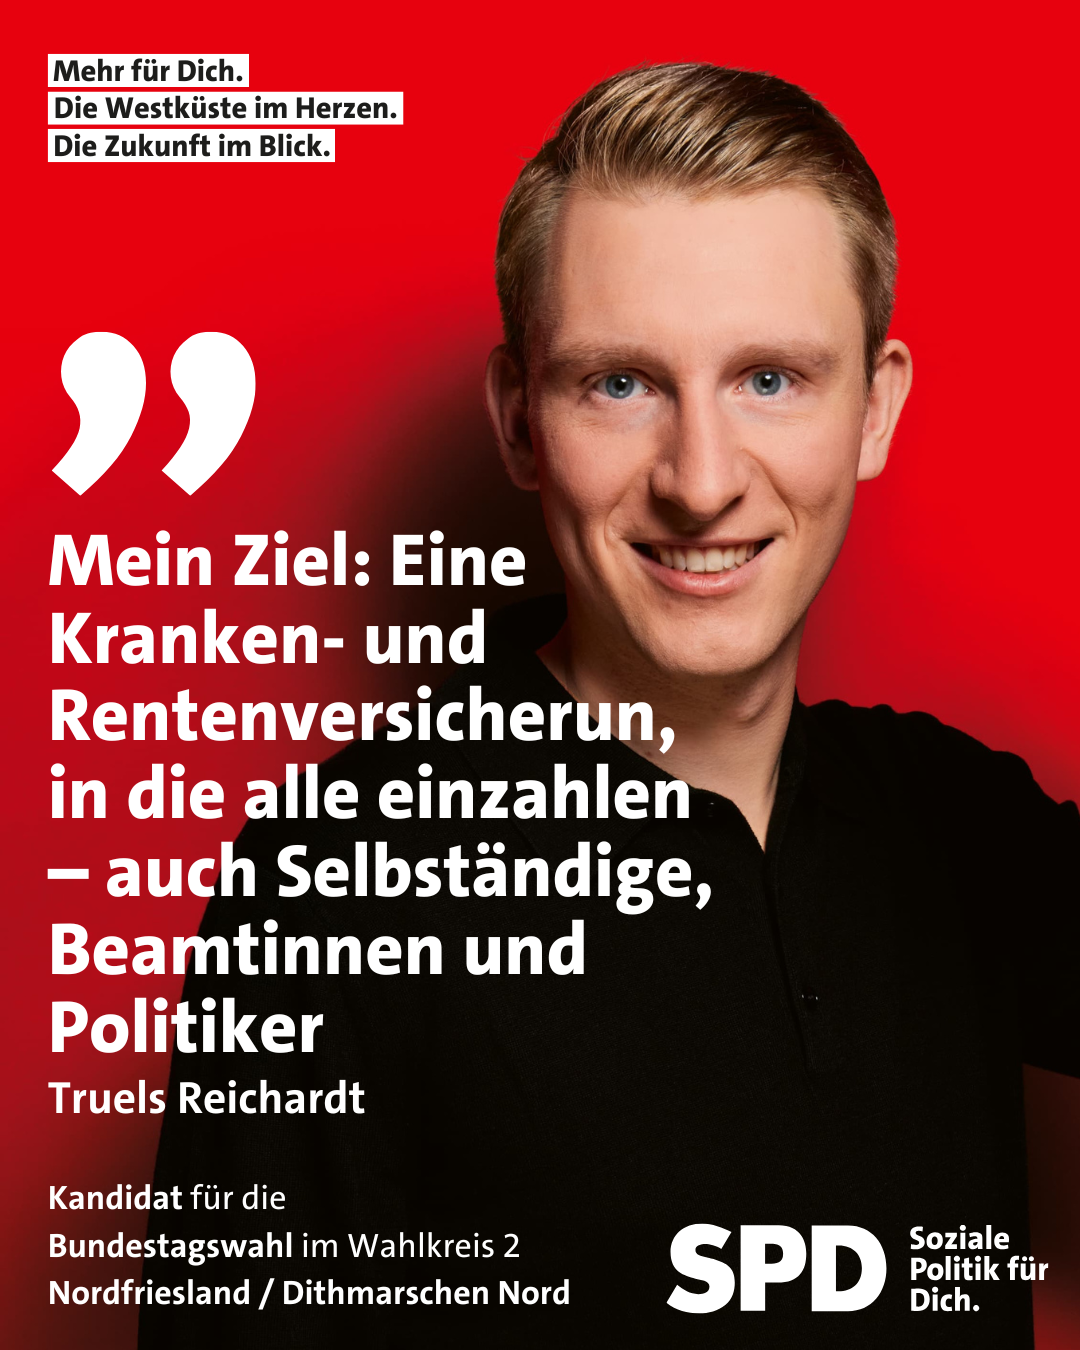 Mehr für Dich.
Die Westküste im Herzen.
Die Zukunft im Blick.
”
Mein Ziel: Eine
Kranken- und
Rentenversicherun,
in die alle einzahlen
– auch Selbständige,
Beamtinnen und
Politiker
Truels Reichardt
Kandidat für die
Bundestagswahl im Wahlkreis 2
Nordfriesland / Dithmarschen Nord
SPD
Soziale
Politik für
Dich.